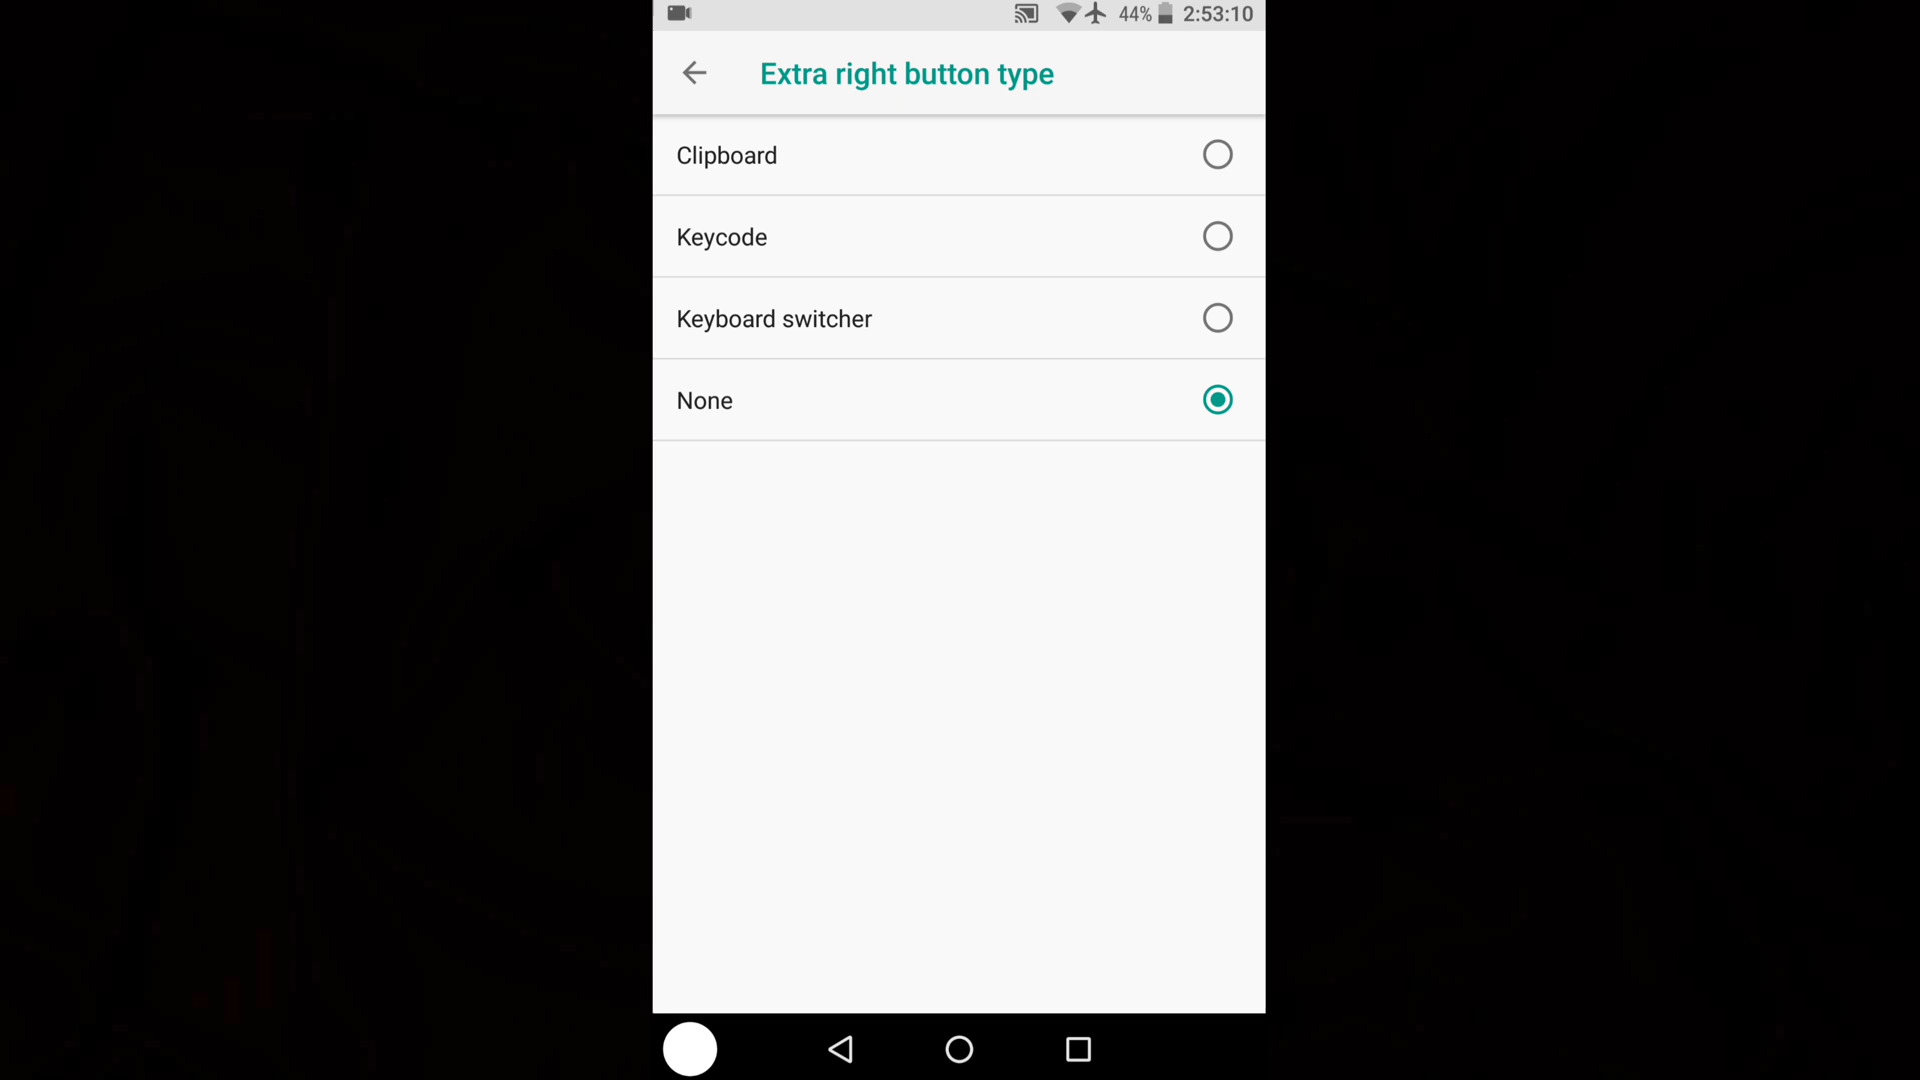 44% 2:53:10
Extra right button type
Clipboard
Keycode
Keyboard switcher
None